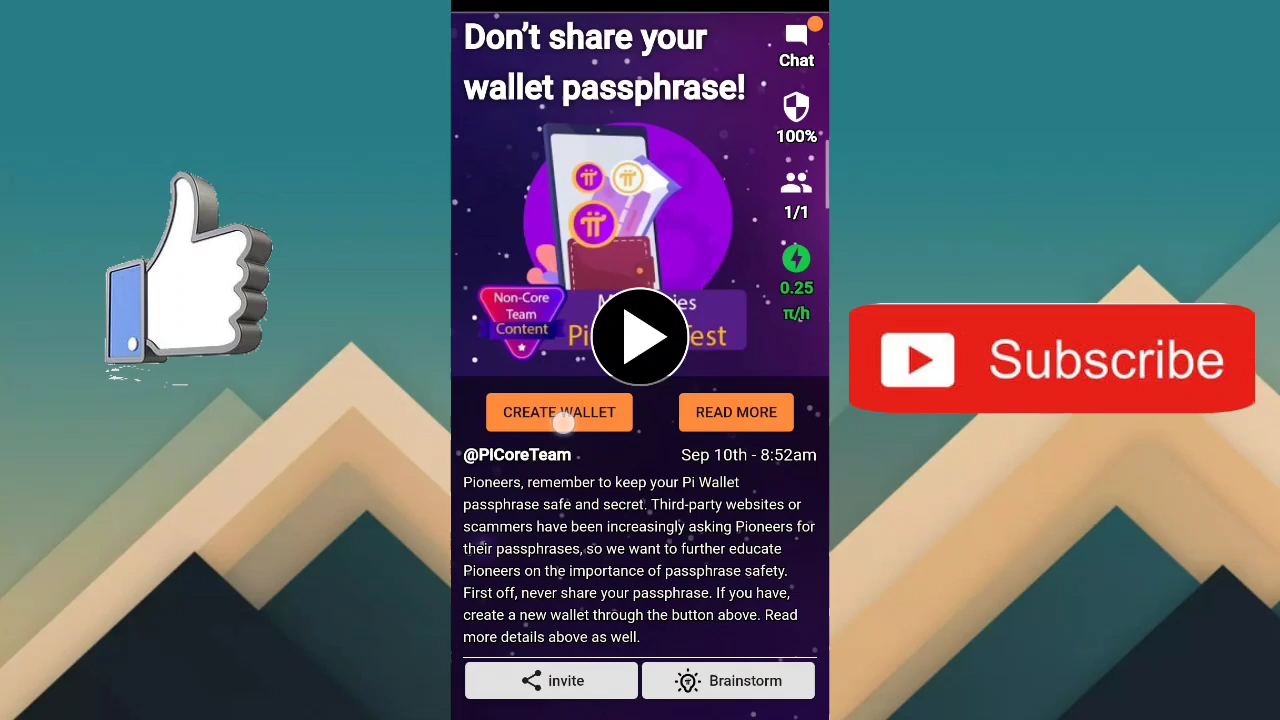 Don't share your
wallet passphrase!
Chat
100%
1/1
0.25
π/h
Non-Core
Team
Content
CREATE WALLET
READ MORE
@PiCoreTeam
Sep 10th - 8:52am
Pioneers, remember to keep your Pi Wallet
passphrase safe and secret. Third-party websites or
scammers have been increasingly asking Pioneers for
their passphrases, so we want to further educate
Pioneers on the importance of passphrase safety.
First off, never share your passphrase. If you have,
create a new wallet through the button above. Read
more details above as well.
invite
Brainstorm
Subscribe